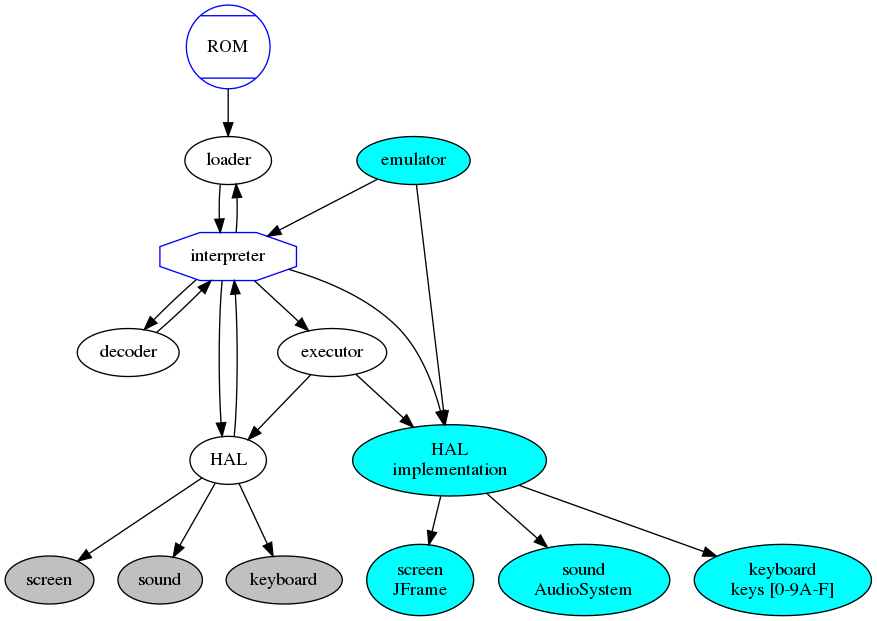 ROM
loader
emulator
interpreter
decoder
executor
HAL
HAL
implementation
screen
sound
keyboard
screen
JFrame
sound
AudioSystem
keyboard
keys [0-9A-F]